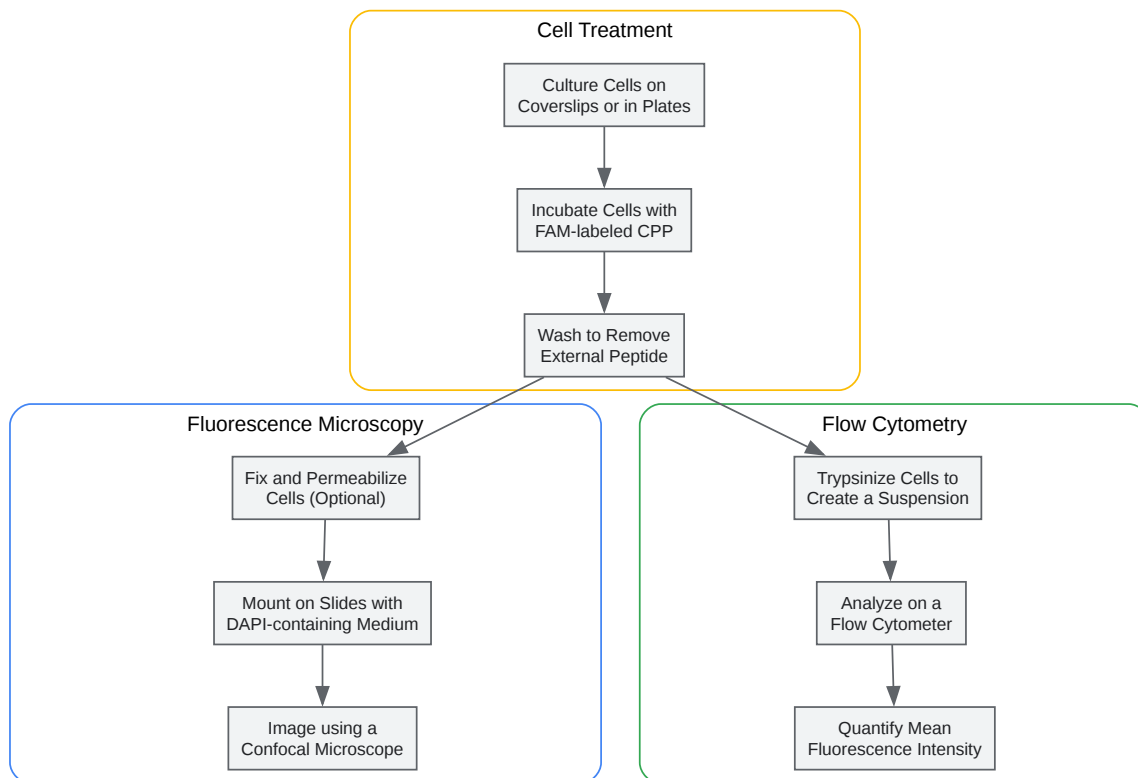 Cell Treatment
Culture Cells on
Coverslips or in Plates
Incubate Cells with
FAM-labeled CPP
Wash to Remove
External Peptide
Fluorescence Microscopy
Fix and Permeabilize
Cells (Optional)
Mount on Slides with
DAPI-containing Medium
Image using a
Confocal Microscope
Flow Cytometry
Trypsinize Cells to
Create a Suspension
Analyze on a
Flow Cytometer
Quantify Mean
Fluorescence Intensity